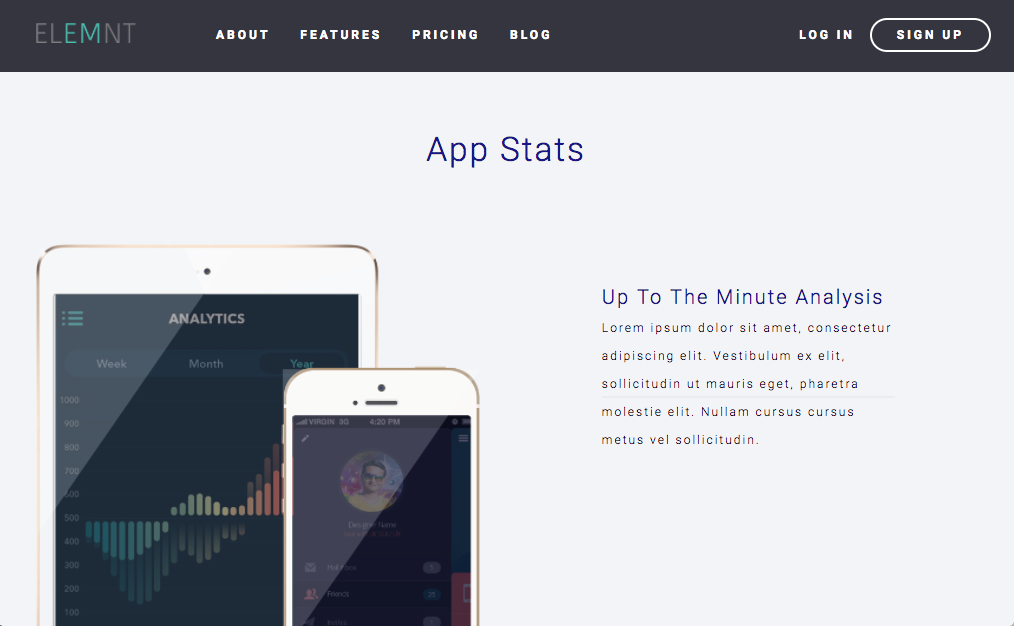 ELEMNT
ABOUT FEATURES PRICING BLOG LOG IN SIGN UP
App Stats
Up To The Minute Analysis
Lorem ipsum dolor sit amet, consectetur
adipiscing elit. Vestibulum ex elit,
sollicitudin ut mauris eget, pharetra
molestie elit. Nullam cursus cursus
metus vel sollicitudin.
ANALYTICS
Week Month Year
1000
900
800
700
600
500
400
300
200
100
VIRGIN 3G 4:20 PM
Designer Name
Friends
25